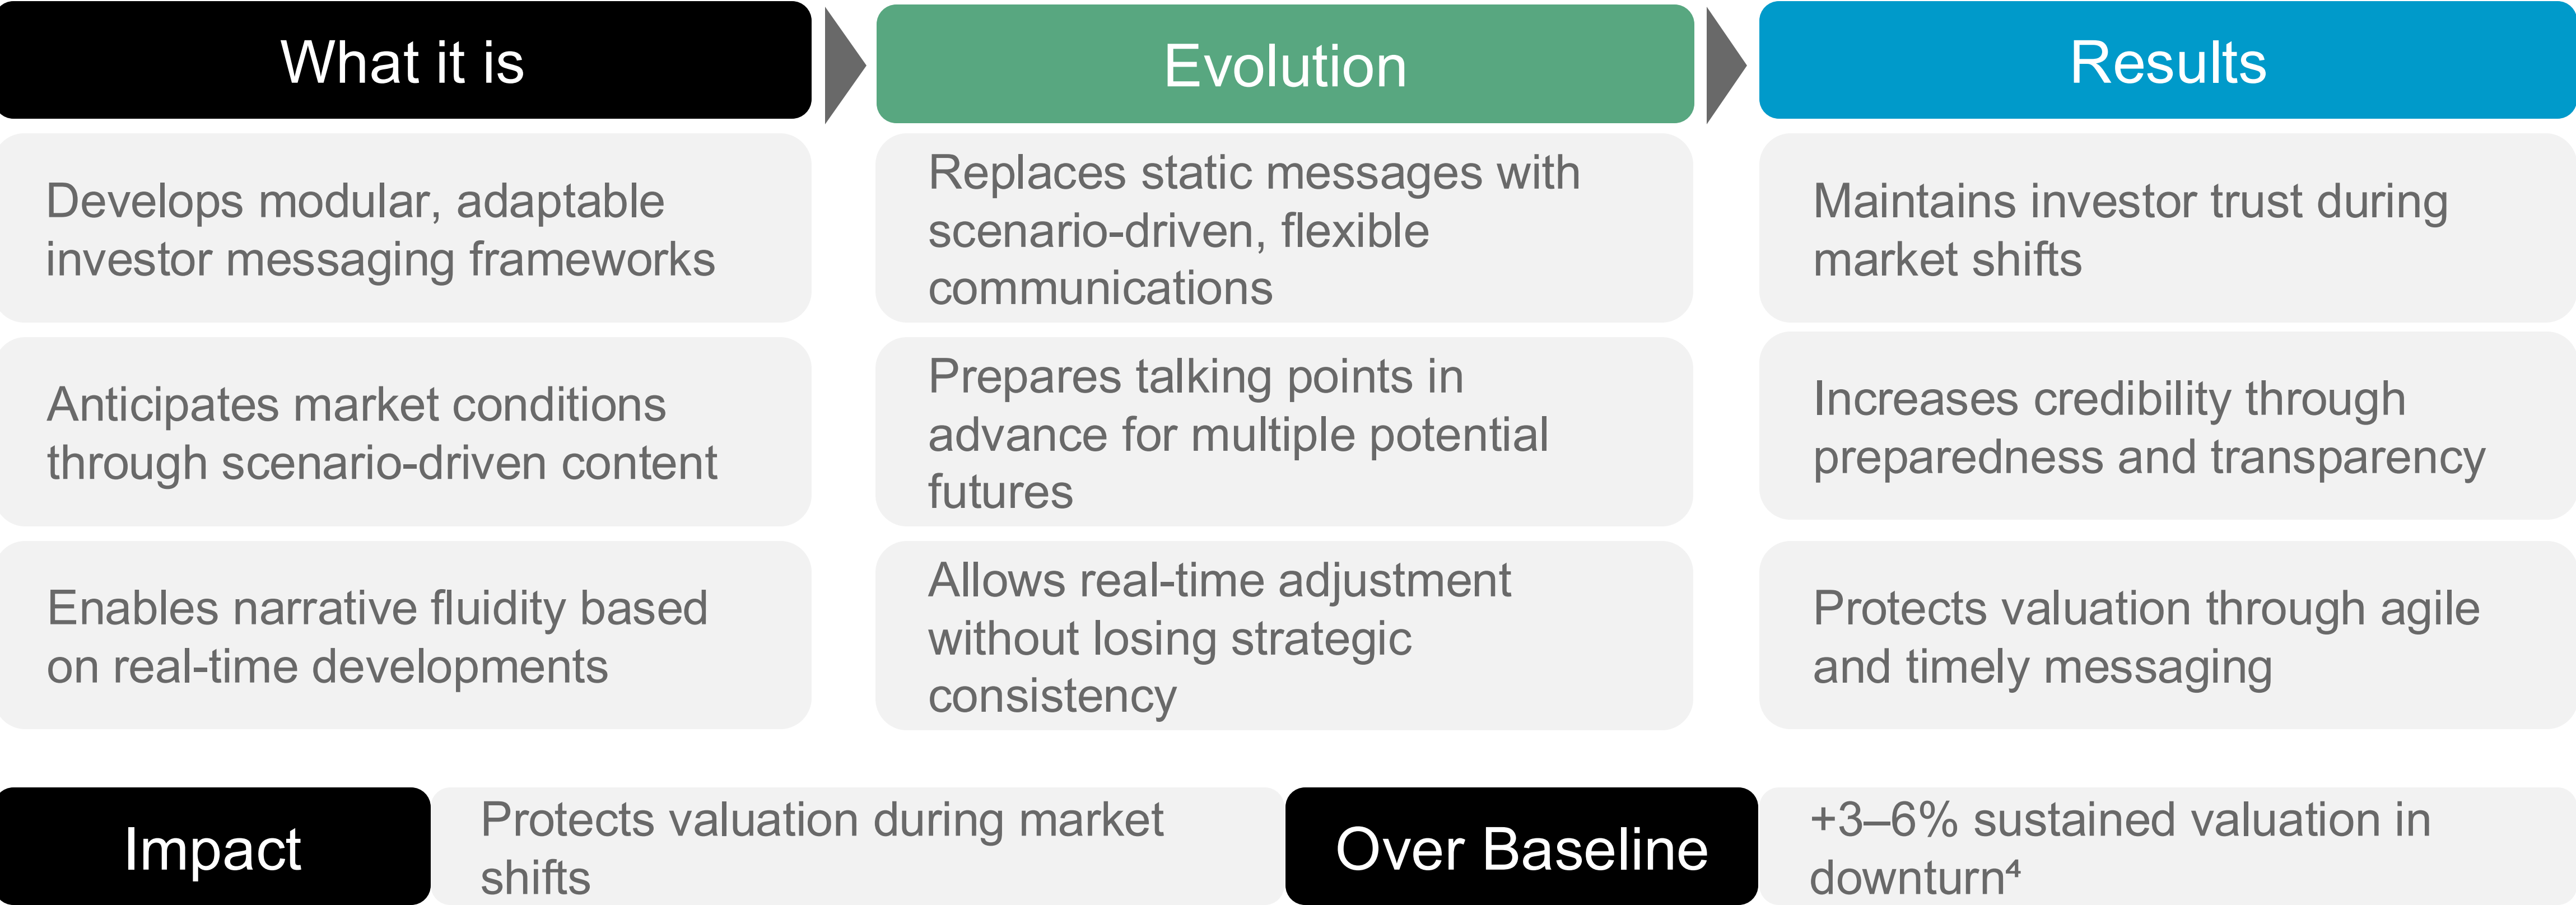 What it is
Evolution
Results
Develops modular, adaptable
investor messaging frameworks
Replaces static messages with
scenario-driven, flexible
communications
Maintains investor trust during
market shifts
Anticipates market conditions
through scenario-driven content
Prepares talking points in
advance for multiple potential
futures
Increases credibility through
preparedness and transparency
Enables narrative fluidity based
on real-time developments
Allows real-time adjustment
without losing strategic
consistency
Protects valuation through agile
and timely messaging
Impact
Protects valuation during market
shifts
Over Baseline
+3–6% sustained valuation in
downturn⁴